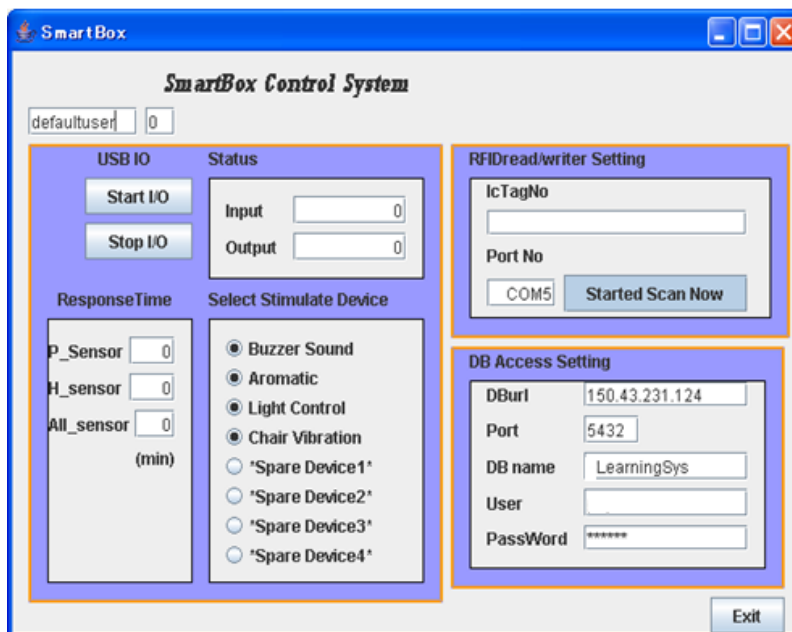 SmartBox
SmartBox Control System
defaultuser 0
USB IO
Start I/O
Stop I/O
Status
Input 0
Output 0
ResponseTime
P_Sensor 0
H_sensor 0
All_sensor 0
(min)
Select Stimulate Device
Buzzer Sound
Aromatic
Light Control
Chair Vibration
*Spare Device1*
*Spare Device2*
*Spare Device3*
*Spare Device4*
RFIDread/writer Setting
IcTagNo
Port No
COM5 Started Scan Now
DB Access Setting
DBurl 150.43.231.124
Port 5432
DB name LearningSys
User
PassWord ******
Exit